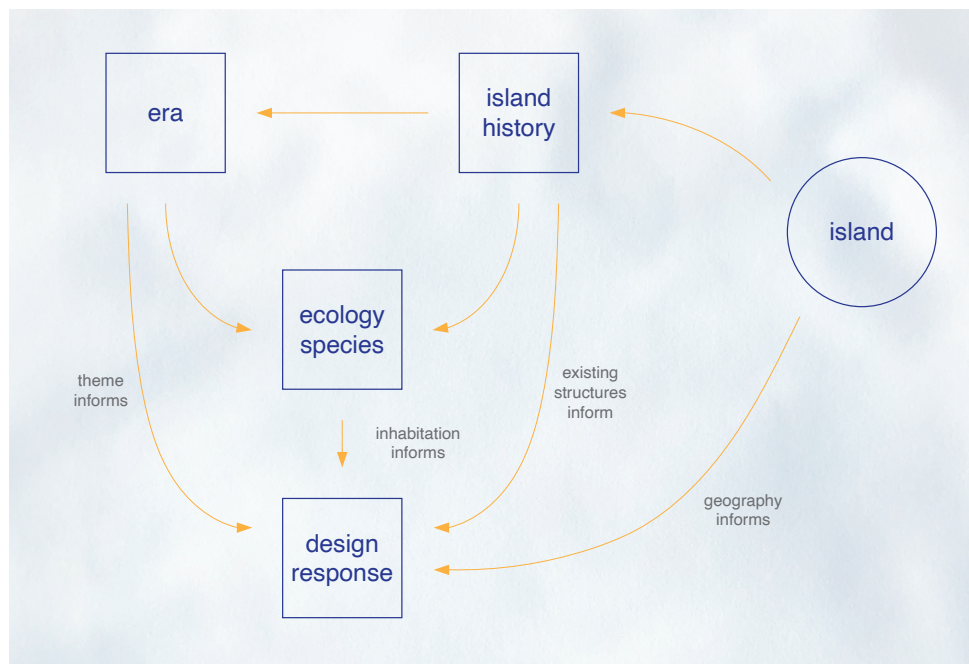 era
island
history
island
ecology
species
theme
informs
existing
structures
inform
inhabitation
informs
geography
informs
design
response